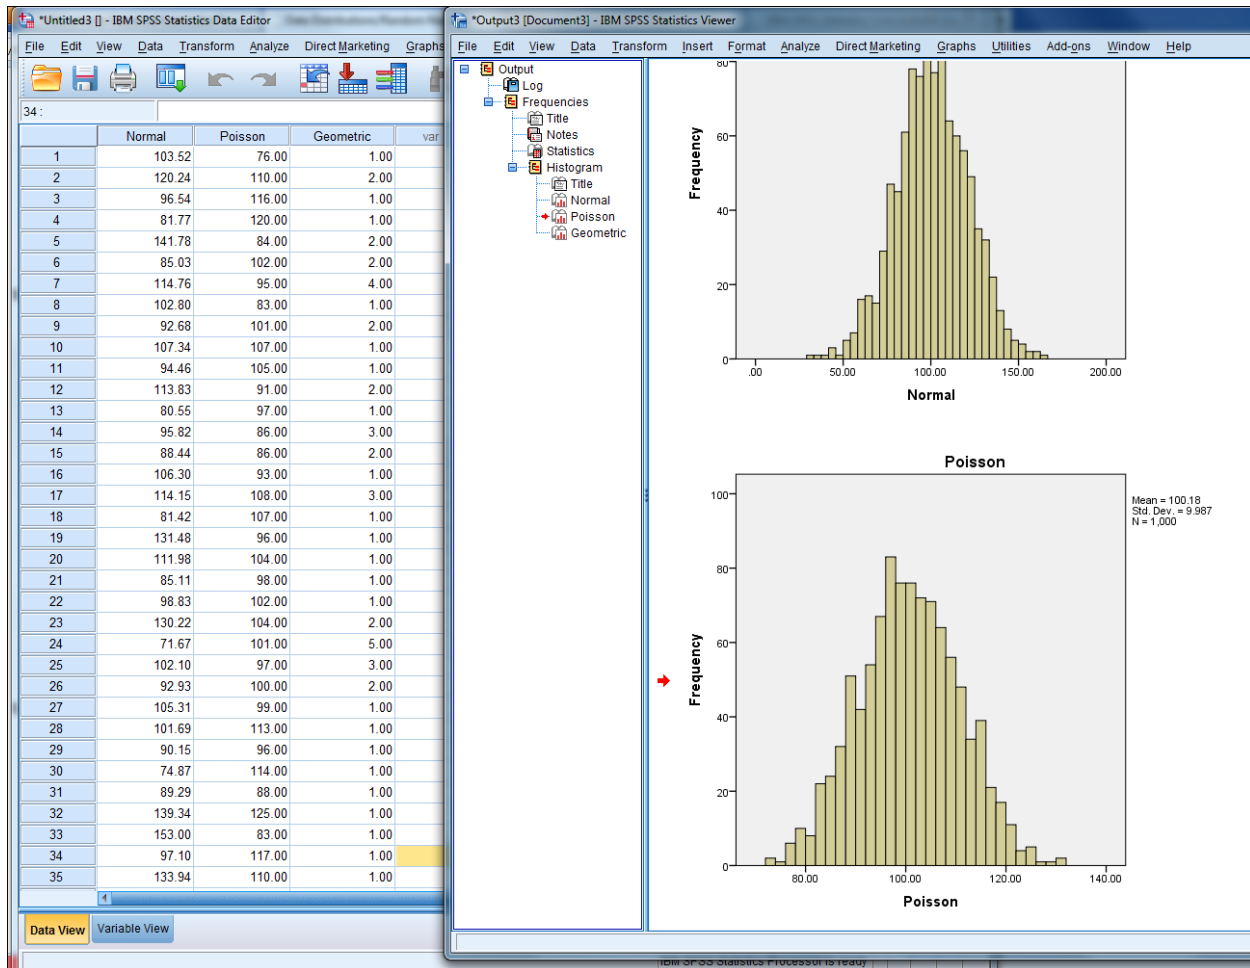 *Untitled3 [] - IBM SPSS Statistics Data Editor
File Edit View Data Transform Analyze Direct Marketing Graphs
34 :
Normal Poisson Geometric var
1 103.52 76.00 1.00
2 120.24 110.00 2.00
3 96.54 116.00 1.00
4 81.77 120.00 1.00
5 141.78 84.00 2.00
6 85.03 102.00 2.00
7 114.76 95.00 4.00
8 102.80 83.00 1.00
9 92.68 101.00 2.00
10 107.34 107.00 1.00
11 94.46 105.00 1.00
12 113.83 91.00 2.00
13 80.55 97.00 1.00
14 95.82 86.00 3.00
15 88.44 86.00 2.00
16 106.30 93.00 1.00
17 114.15 108.00 3.00
18 81.42 107.00 1.00
19 131.48 96.00 1.00
20 111.98 104.00 1.00
21 85.11 98.00 1.00
22 98.83 102.00 1.00
23 130.22 104.00 2.00
24 71.67 101.00 5.00
25 102.10 97.00 3.00
26 92.93 100.00 2.00
27 105.31 99.00 1.00
28 101.69 113.00 1.00
29 90.15 96.00 1.00
30 74.87 114.00 1.00
31 89.29 88.00 1.00
32 139.34 125.00 1.00
33 153.00 83.00 1.00
34 97.10 117.00 1.00
35 133.94 110.00 1.00
Data View Variable View
IBM SPSS Statistics Processor is ready
*Output3 [Document3] - IBM SPSS Statistics Viewer
File Edit View Data Transform Insert Format Analyze Direct Marketing Graphs Utilities Add-ons Window Help
Output
Log
Frequencies
Title
Notes
Statistics
Histogram
Title
Normal
Poisson
Geometric
80
60
40
20
0
Frequency
.00 50.00 100.00 150.00 200.00
Normal
Poisson
Mean = 100.18
Std. Dev. = 9.987
N = 1,000
100
80
60
40
20
0
Frequency
80.00 100.00 120.00 140.00
Poisson